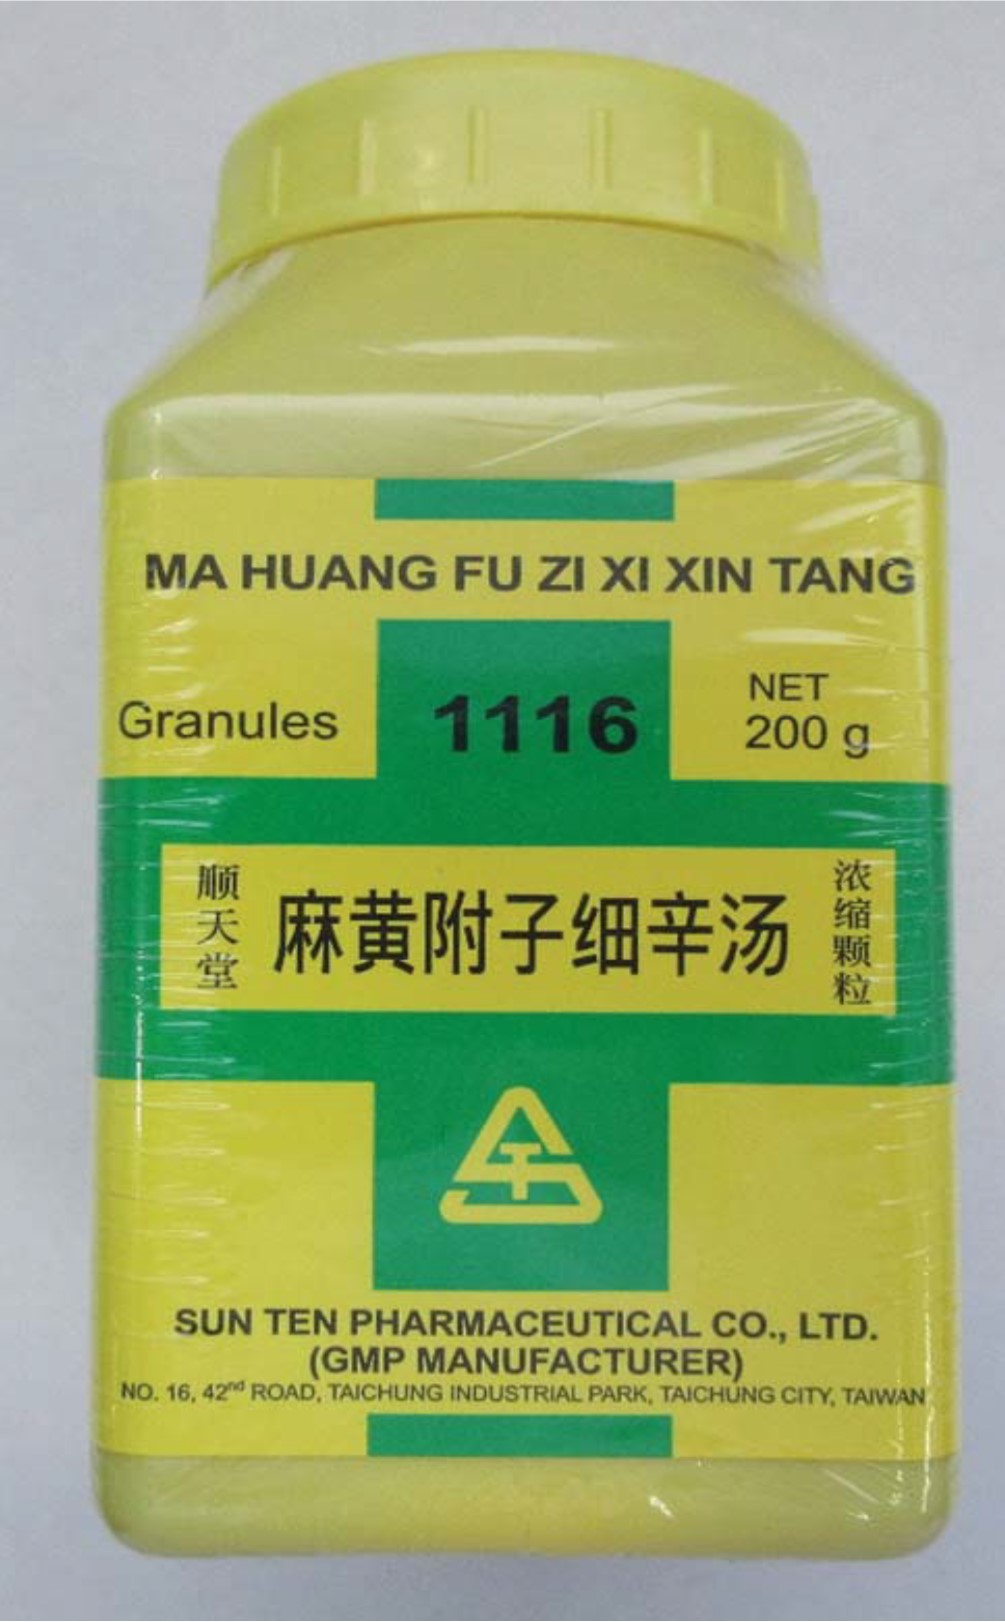 MA HUANG FU ZI XI XIN TANG
Granules
1116
NET
200 g
顺天堂
麻黄附子细辛汤
浓缩颗粒
SUN TEN PHARMACEUTICAL CO., LTD.
(GMP MANUFACTURER)
NO. 16, 42nd ROAD, TAICHUNG INDUSTRIAL PARK, TAICHUNG CITY, TAIWAN